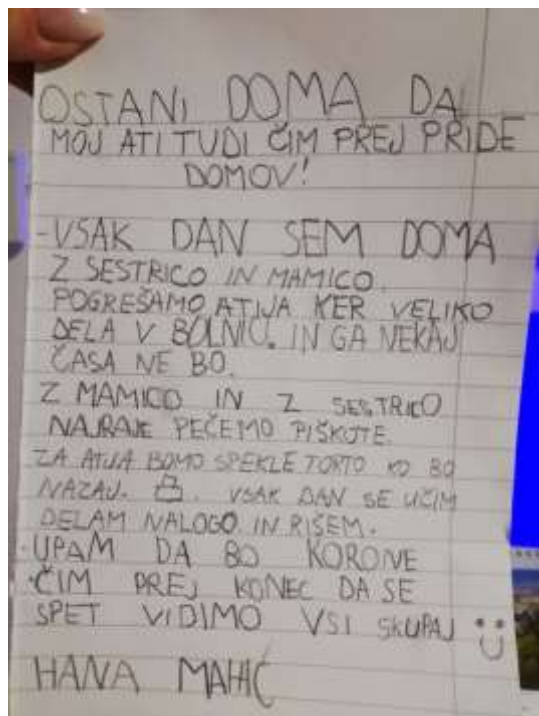 OSTANI DOMA DA
MOJ ATI TUDI ČIM PREJ PRIDE
DOMOV!
-VSAK DAN SEM DOMA
Z SESTRICO IN MAMICO.
POGREŠAMO ATIJA KER VELIKO
DELA V BOLNICI. IN GA NEKAJ
ČASA NE BO.
Z MAMICO IN Z SESTRICO
NAJRAJE PEČEMO PIŠKOTE.
ZA ATIJA BOMO SPEKLE TORTO KO BO
NAZAJ. VSAK DAN SE UČIM
DELAM NALOGO IN RIŠEM.
·UPAM DA BO KORONE
·ČIM PREJ KONEC DA SE
SPET VIDIMO VSI SKUPAJ
HANA MAHIĆ